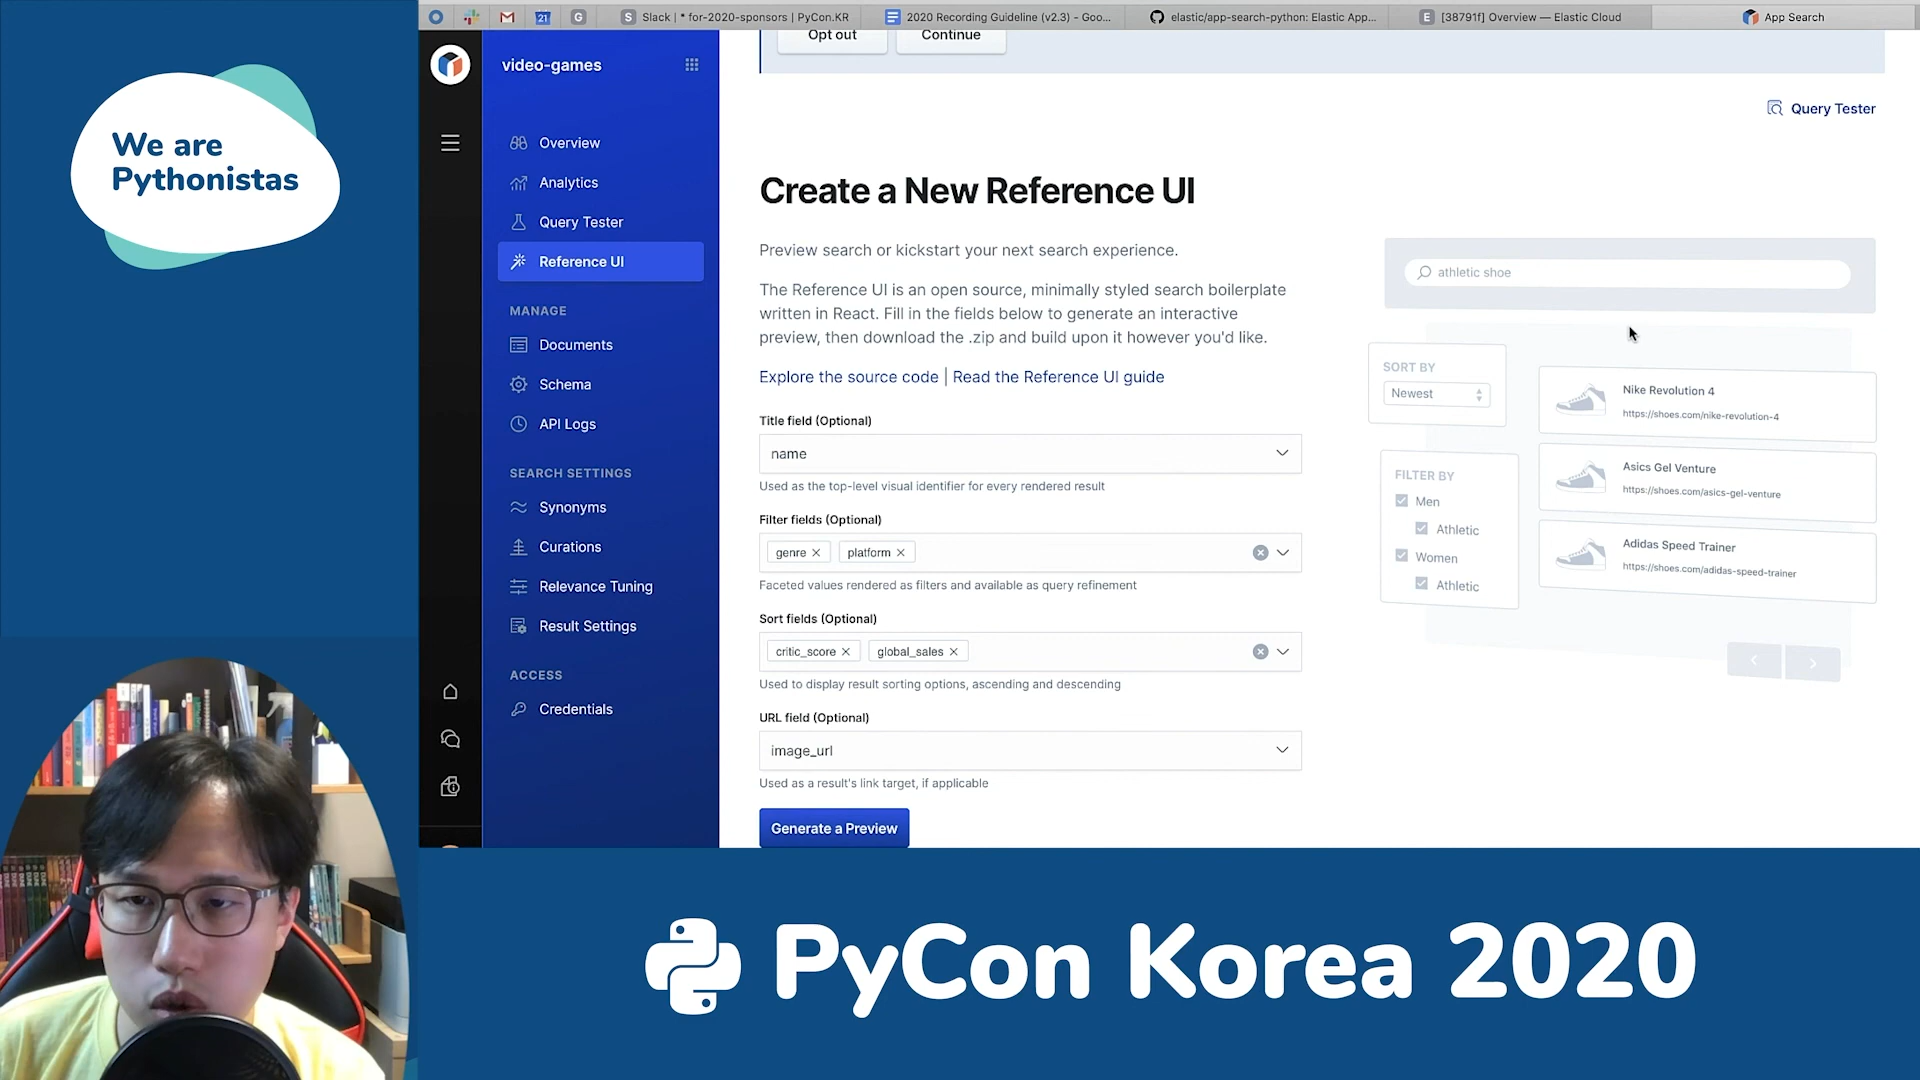 We are
Pythonistas
G
21
S Slack | * for-2020-sponsors | PyCon.KR
2020 Recording Guideline (v2.3) - Goo...
elastic/app-search-python: Elastic App...
E [38791f] Overview — Elastic Cloud
App Search
video-games
Overview
Analytics
Query Tester
Reference UI
MANAGE
Documents
Schema
API Logs
SEARCH SETTINGS
Synonyms
Curations
Relevance Tuning
Result Settings
ACCESS
Credentials
Opt out
Continue
Query Tester
Create a New Reference UI
Preview search or kickstart your next search experience.
The Reference UI is an open source, minimally styled search boilerplate
written in React. Fill in the fields below to generate an interactive
preview, then download the .zip and build upon it however you'd like.
Explore the source code | Read the Reference UI guide
Title field (Optional)
name
Used as the top-level visual identifier for every rendered result
Filter fields (Optional)
genre
platform
Faceted values rendered as filters and available as query refinement
Sort fields (Optional)
critic_score
global_sales
Used to display result sorting options, ascending and descending
URL field (Optional)
image_url
Used as a result's link target, if applicable
Generate a Preview
athletic shoe
SORT BY
Newest
FILTER BY
Men
Athletic
Women
Athletic
Nike Revolution 4
https://shoes.com/nike-revolution-4
Asics Gel Venture
https://shoes.com/asics-gel-venture
Adidas Speed Trainer
https://shoes.com/adidas-speed-trainer
PyCon Korea 2020